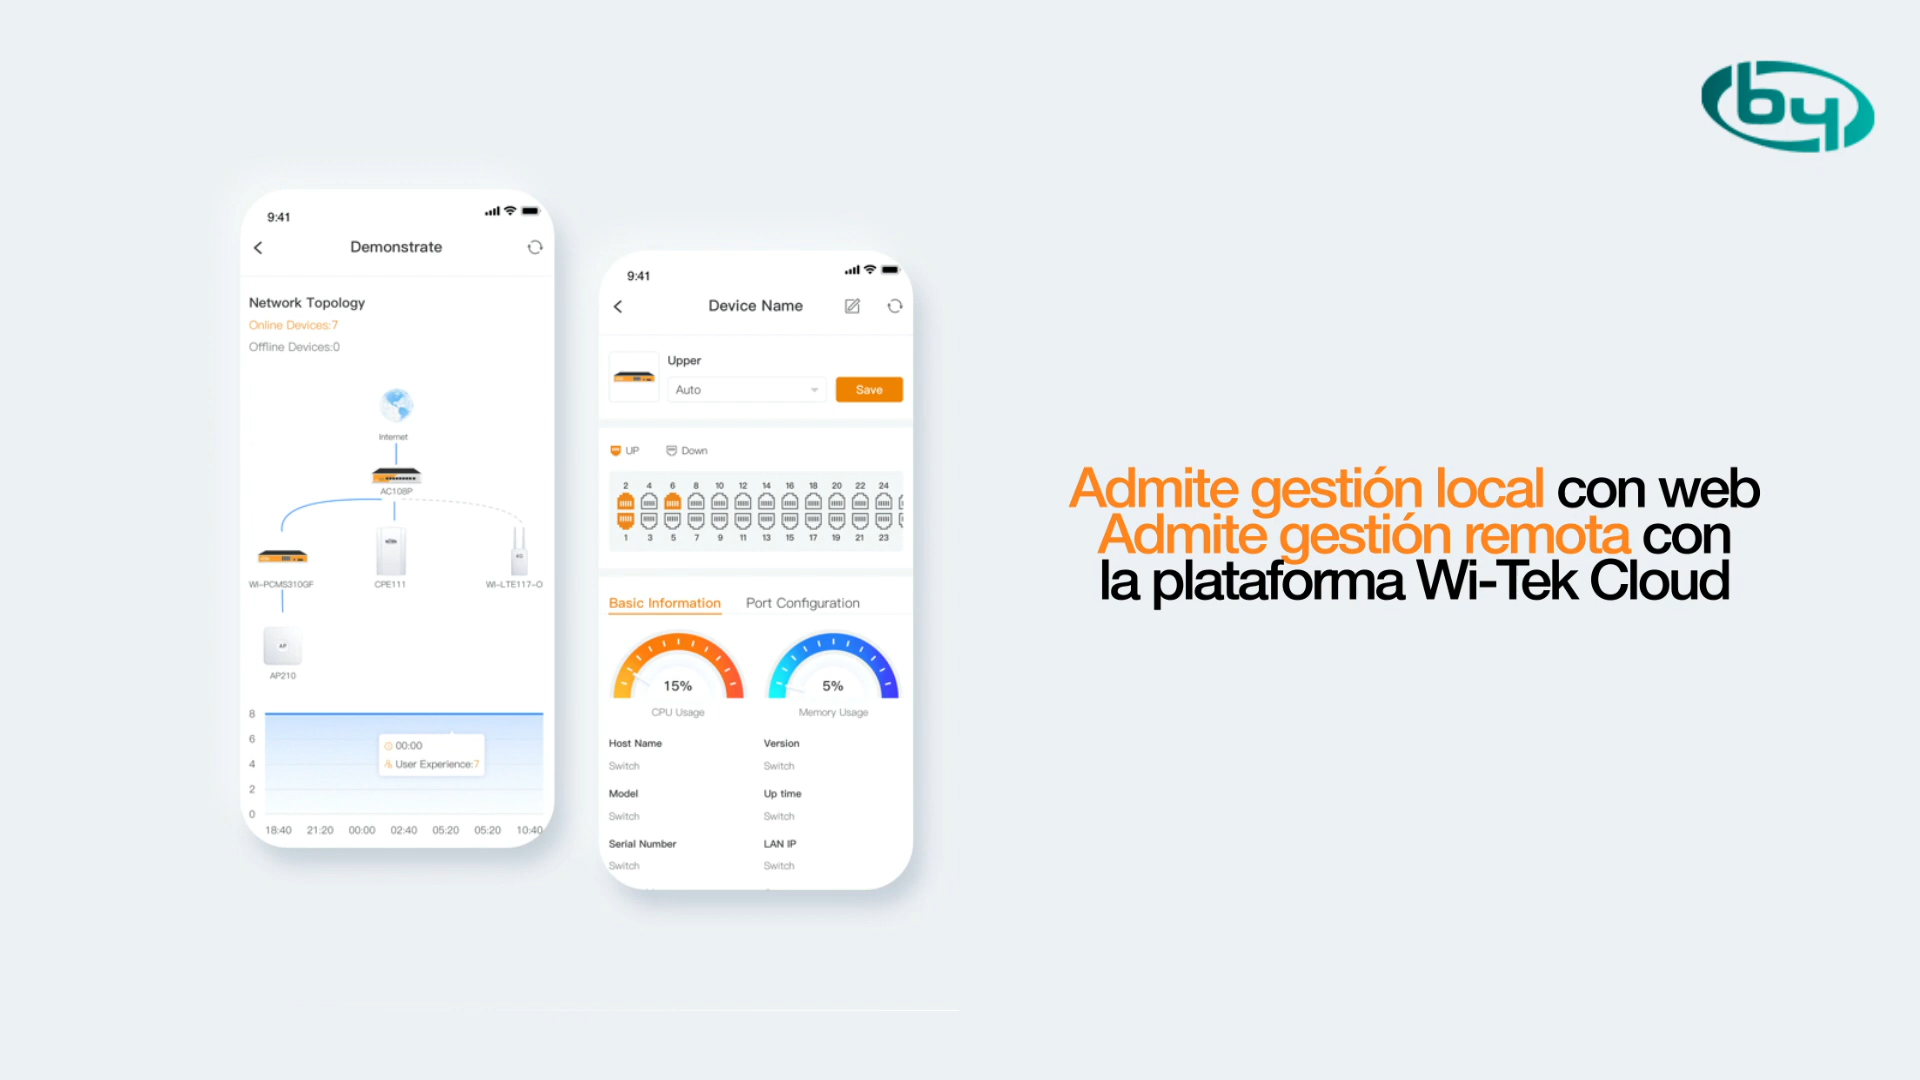 by
9:41
Demonstrate
Network Topology
Online Devices:7
Offline Devices:0
Internet
AC108P
WI-PCMS310GF
CPE111
WI-LTE117-O
AP
AP210
8
6
4
2
0
00:00
User Experience:7
18:40 21:20 00:00 02:40 05:20 05:20 10:40
9:41
Device Name
Upper
Auto
Save
UP Down
2 4 6 8 10 12 14 16 18 20 22 24
1 3 5 7 9 11 13 15 17 19 21 23
Basic Information Port Configuration
15% 5%
CPU Usage Memory Usage
Host Name Version
Switch Switch
Model Up time
Switch Switch
Serial Number LAN IP
Switch Switch
Admite gestión local con web
Admite gestión remota con
la plataforma Wi-Tek Cloud